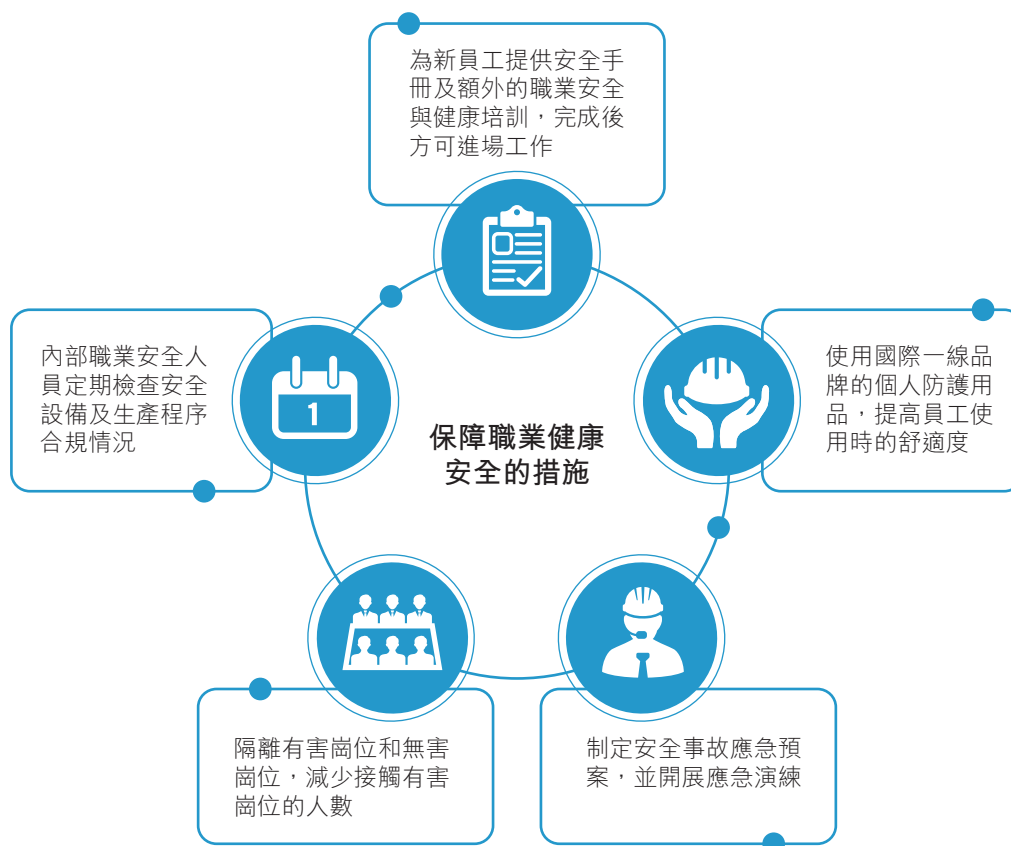 為新員工提供安全手
冊及額外的職業安全
與健康培訓，完成後
方可進場工作
內部職業安全人
員定期檢查安全
設備及生產程序
合規情況
1
保障職業健康
安全的措施
使用國際一線品
牌的個人防護用
品，提高員工使
用時的舒適度
隔離有害崗位和無害
崗位，減少接觸有害
崗位的人數
制定安全事故應急預
案，並開展應急演練